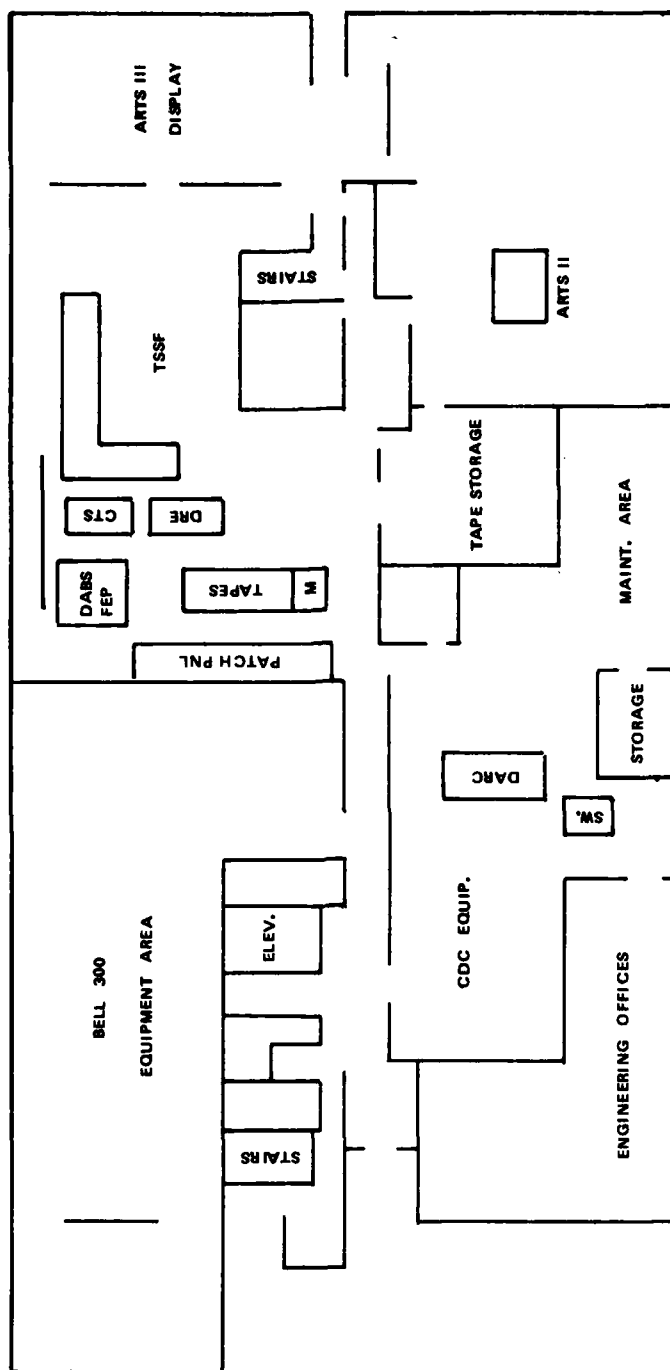 BELL 300
EQUIPMENT AREA
STAIRS
ELEV.
PATCH PNL
DABS
FEP
TAPES
M
CTS
DRE
TSSF
STAIRS
ARTS III
DISPLAY
ENGINEERING OFFICES
CDC EQUIP.
SW.
DARC
STORAGE
MAINT. AREA
TAPE STORAGE
ARTS II